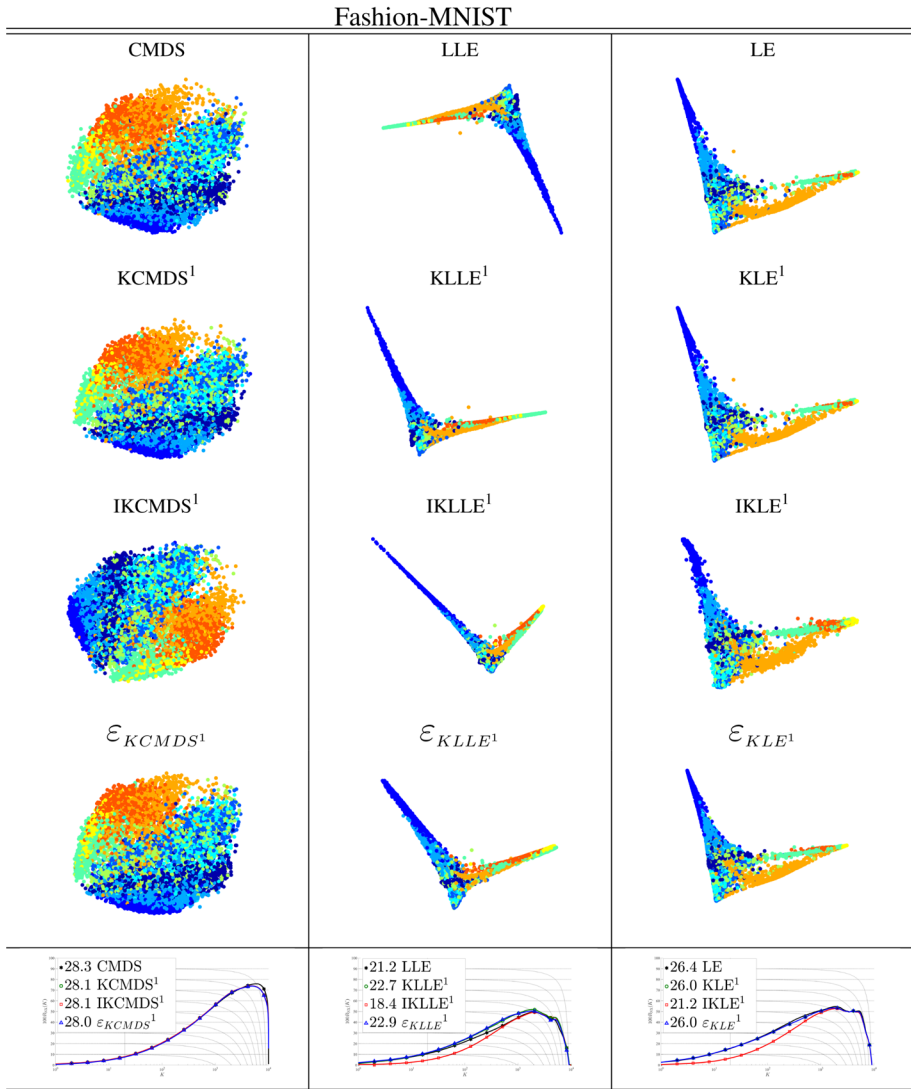 Fashion-MNIST
CMDS LLE LE
KCMDS¹ KLLE¹ KLE¹
IKCMDS¹ IKLLE¹ IKLE¹
ε_KCMDS¹ ε_KLLE¹ ε_KLE¹
28.3 CMDS
28.1 KCMDS¹
28.1 IKCMDS¹
28.0 ε_KCMDS¹
K
21.2 LLE
22.7 KLLE¹
18.4 IKLLE¹
22.9 ε_KLLE¹
K
26.4 LE
26.0 KLE¹
21.2 IKLE¹
26.0 ε_KLE¹
K